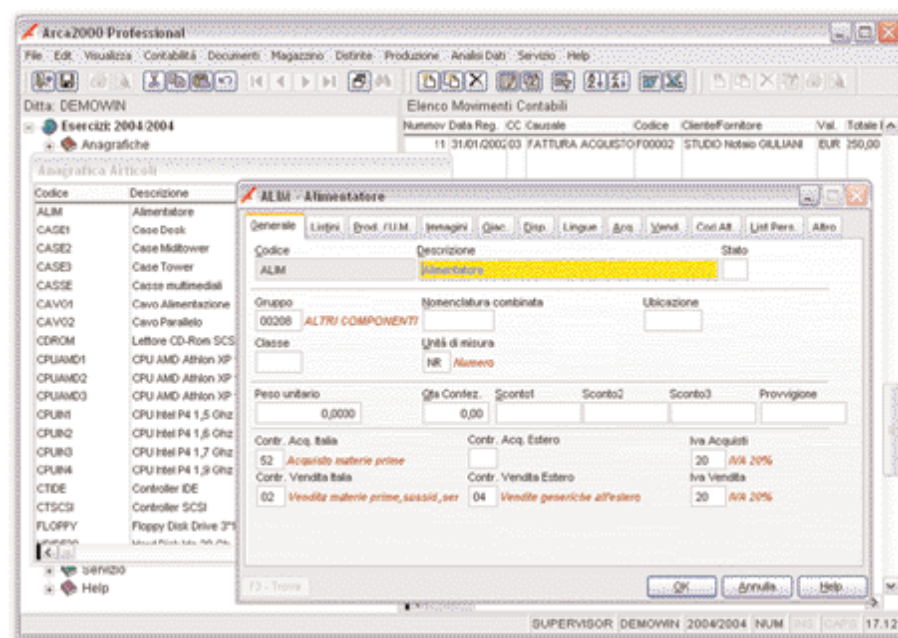 Arca2000 Professional
File Edit Visualizza Contabilità Documenti Magazzino Distinte Produzione Analisi Dati Servizio Help
Ditta: DEMOWIN
Elenco Movimenti Contabili
Esercizi: 2004/2004
Nummov Data Reg. CC Causale Codice Cliente/Fornitore Val. Totale
Anagrafiche
11 31/01/2002 03 FATTURA ACQUISTO F00002 STUDIO Notaio GIULIANI EUR 250,00
Anagrafica Articoli
Codice Descrizione
ALIM Alimentatore
CASE1 Case Desk
CASE2 Case Miditower
CASE3 Case Tower
CASSE Casse multimediali
CAVO1 Cavo Alimentazione
CAVO2 Cavo Parallelo
CDROM Lettore CD-Rom SCS
CPUAMD1 CPU AMD Athlon XP
CPUAMD2 CPU AMD Athlon XP
CPUAMD3 CPU AMD Athlon XP
CPUIN1 CPU Intel P4 1,5 Ghz
CPUIN2 CPU Intel P4 1,6 Ghz
CPUIN3 CPU Intel P4 1,7 Ghz
CPUIN4 CPU Intel P4 1,9 Ghz
CTIDE Controller IDE
CTSCSI Controller SCSI
FLOPPY Floppy Disk Drive 3"1
Servizio
Help
ALIM - Alimentatore
Generale Listini Prod. / U.M. Immagini Giac. Disp. Lingue Acq. Vend. Cod.Alt. List.Pers. Altro
Codice Descrizione Stato
ALIM Alimentatore
Gruppo Nomenclatura combinata Ubicazione
00208 ALTRI COMPONENTI
Classe Unità di misura
NR Numero
Peso unitario Qta Confez. Sconto1 Sconto2 Sconto3 Provvigione
0,0000 0,00
Contr. Acq. Italia Contr. Acq. Estero Iva Acquisti
52 Acquisto materie prime 20 IVA 20%
Contr. Vendita Italia Contr. Vendita Estero Iva Vendita
02 Vendita materie prime,sussid,ser 04 Vendite generiche all'estero 20 IVA 20%
F3 - Trova OK Annulla Help
SUPERVISOR DEMOWIN 2004/2004 NUM INS CAPS 17.12